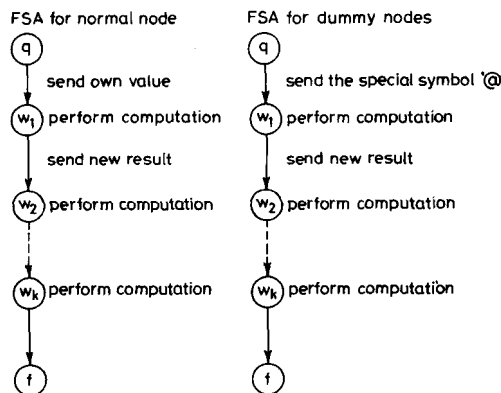 FSA for normal node
q
send own value
w1 perform computation
send new result
w2 perform computation
wk perform computation
f
FSA for dummy nodes
q
send the special symbol '@
w1 perform computation
send new result
w2 perform computation
wk perform computation
f